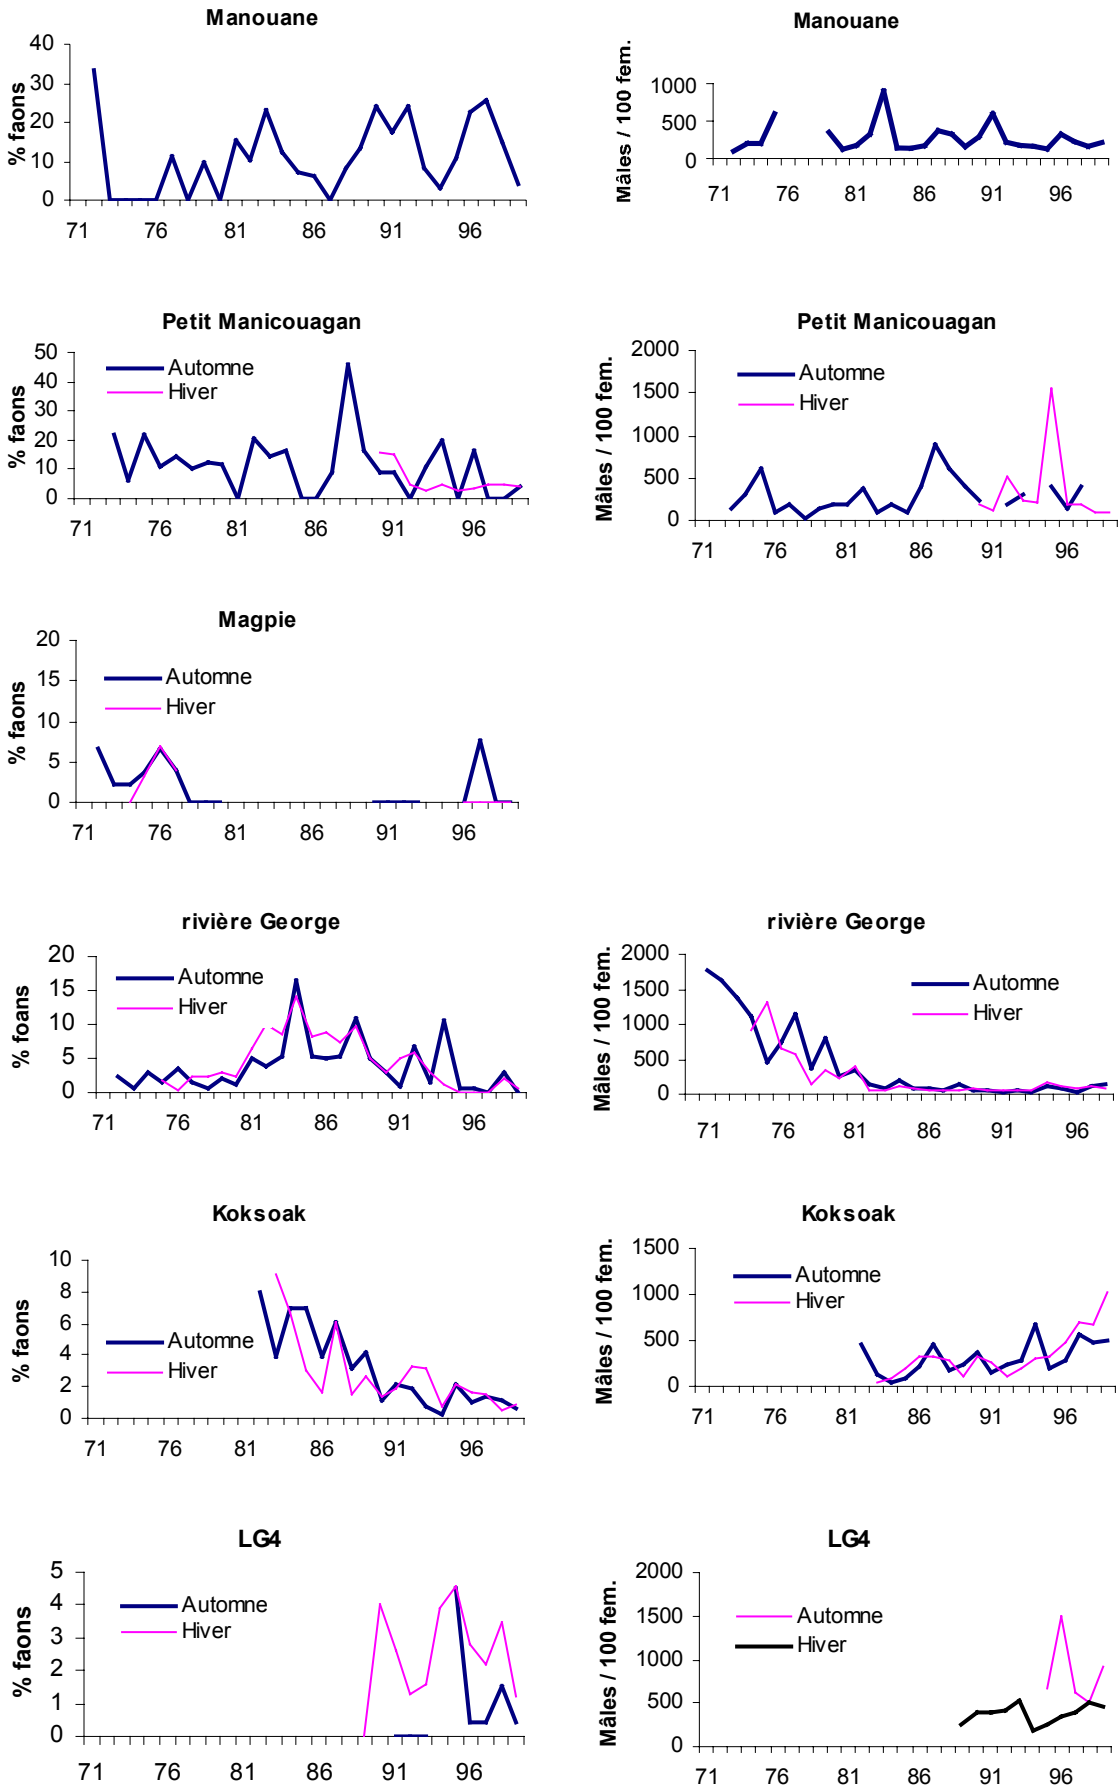 Manouane
% faons
40
30
20
10
0
71 76 81 86 91 96
Manouane
Mâles / 100 fem.
1000
500
0
71 76 81 86 91 96
Petit Manicouagan
% faons
50
40
30
20
10
0
Automne
Hiver
71 76 81 86 91 96
Petit Manicouagan
Mâles / 100 fem.
2000
1500
1000
500
0
Automne
Hiver
71 76 81 86 91 96
Magpie
% faons
20
15
10
5
0
Automne
Hiver
71 76 81 86 91 96
rivière George
% foans
20
15
10
5
0
Automne
Hiver
71 76 81 86 91 96
rivière George
Mâles / 100 fem.
2000
1500
1000
500
0
Automne
Hiver
71 76 81 86 91 96
Koksoak
% faons
10
8
6
4
2
0
Automne
Hiver
71 76 81 86 91 96
Koksoak
Mâles / 100 fem.
1500
1000
500
0
Automne
Hiver
71 76 81 86 91 96
LG4
% faons
5
4
3
2
1
0
Automne
Hiver
71 76 81 86 91 96
LG4
Mâles / 100 fem.
2000
1500
1000
500
0
Automne
Hiver
71 76 81 86 91 96